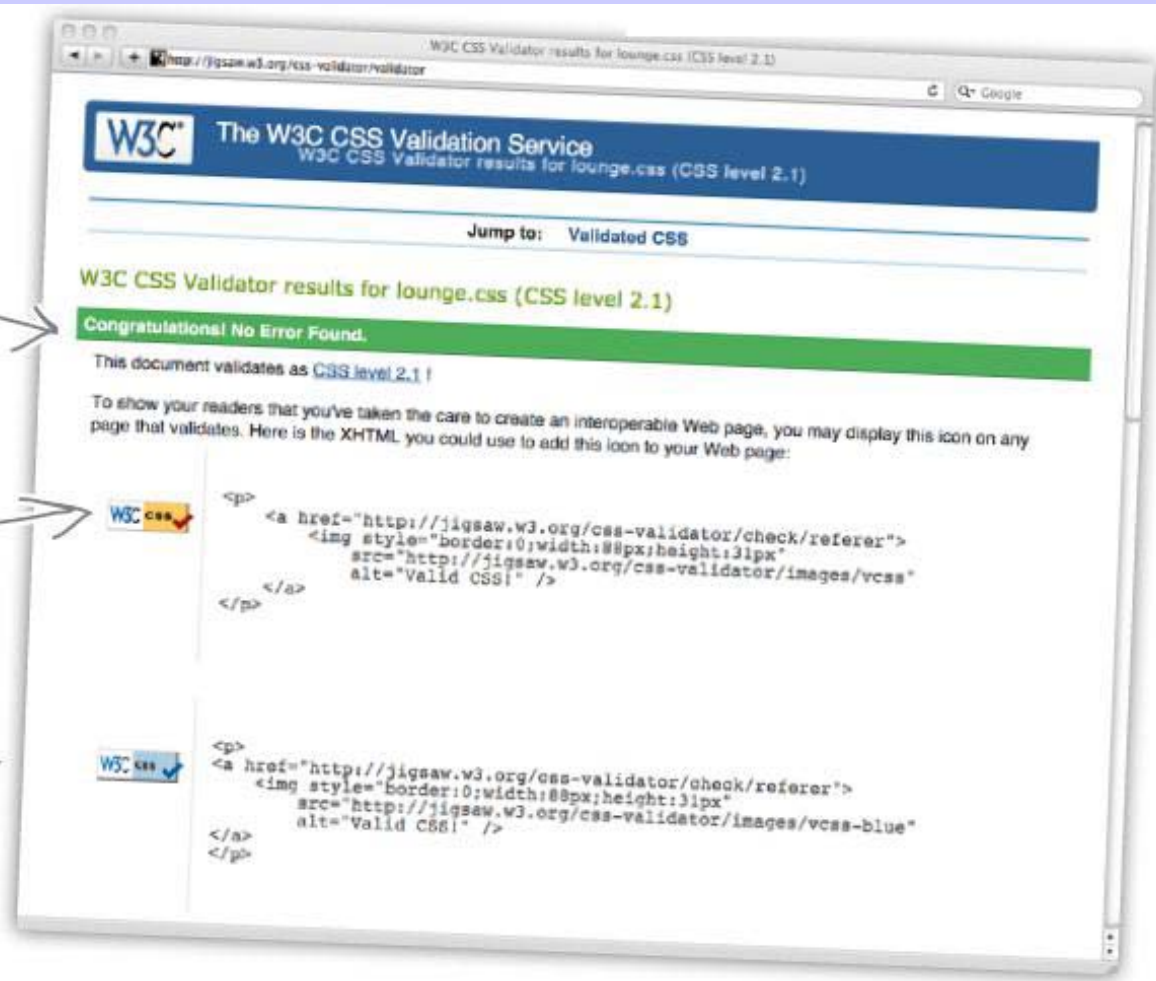 W3C CSS Validator results for lounge.css (CSS level 2.1)
http://jigsaw.w3.org/css-validator/validator
Google
W3C
The W3C CSS Validation Service
W3C CSS Validator results for lounge.css (CSS level 2.1)
Jump to: Validated CSS
W3C CSS Validator results for lounge.css (CSS level 2.1)
Congratulations! No Error Found.
This document validates as CSS level 2.1 !
To show your readers that you've taken the care to create an interoperable Web page, you may display this icon on any
page that validates. Here is the XHTML you could use to add this icon to your Web page:
W3C css
<p>
<a href="http://jigsaw.w3.org/css-validator/check/referer">
<img style="border:0;width:88px;height:31px"
src="http://jigsaw.w3.org/css-validator/images/vcss"
alt="Valid CSS!" />
</a>
</p>
W3C css
<p>
<a href="http://jigsaw.w3.org/css-validator/check/referer">
<img style="border:0;width:88px;height:31px"
src="http://jigsaw.w3.org/css-validator/images/vcss-blue"
alt="Valid CSS!" />
</a>
</p>